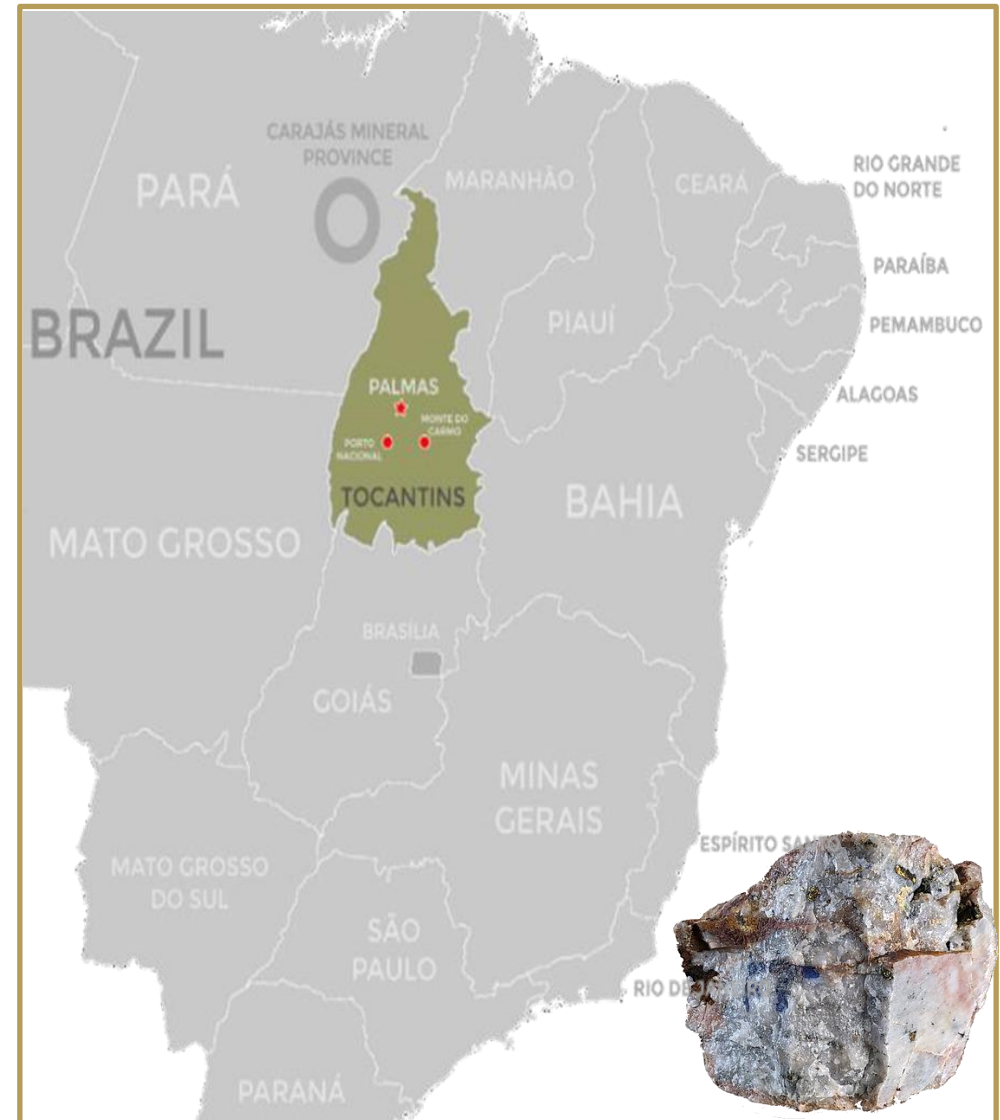 CARAJÁS MINERAL
PROVINCE
PARÁ
MARANHÃO
CEARÁ
RIO GRANDE
DO NORTE
PARAÍBA
PEMAMBUCO
PIAUÍ
BRAZIL
ALAGOAS
SERGIPE
PALMAS
MONTE DO
CARMO
PORTO
NACIONAL
TOCANTINS
BAHIA
MATO GROSSO
BRASÍLIA
GOIÁS
MINAS
GERAIS
ESPÍRITO SANTO
MATO GROSSO
DO SUL
SÃO
PAULO
RIO DE
PARANÁ